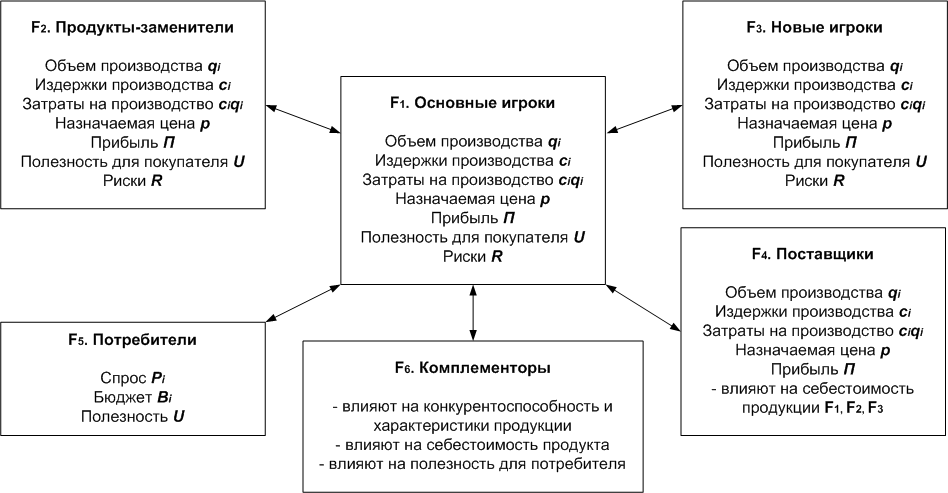 F2. Продукты-заменители
Объем производства qi
Издержки производства ci
Затраты на производство ciqi
Назначаемая цена p
Прибыль П
Полезность для покупателя U
Риски R
F1. Основные игроки
Объем производства qi
Издержки производства ci
Затраты на производство ciqi
Назначаемая цена p
Прибыль П
Полезность для покупателя U
Риски R
F3. Новые игроки
Объем производства qi
Издержки производства ci
Затраты на производство ciqi
Назначаемая цена p
Прибыль П
Полезность для покупателя U
Риски R
F4. Поставщики
Объем производства qi
Издержки производства ci
Затраты на производство ciqi
Назначаемая цена p
Прибыль П
- влияют на себестоимость
продукции F1, F2, F3
F5. Потребители
Спрос Pi
Бюджет Bi
Полезность U
F6. Комплементоры
- влияют на конкурентоспособность и
характеристики продукции
- влияют на себестоимость продукта
- влияют на полезность для потребителя